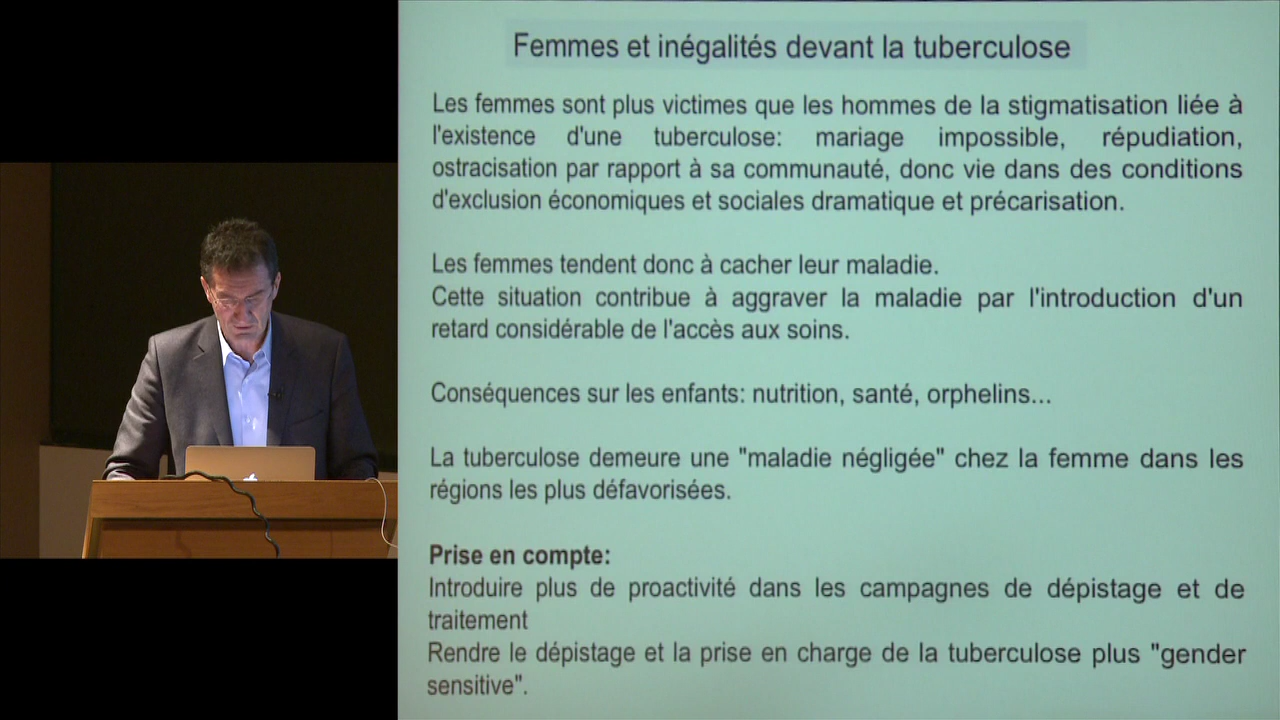 Femmes et inégalités devant la tuberculose
Les femmes sont plus victimes que les hommes de la stigmatisation liée à
l'existence d'une tuberculose: mariage impossible, répudiation,
ostracisation par rapport à sa communauté, donc vie dans des conditions
d'exclusion économiques et sociales dramatique et précarisation.
Les femmes tendent donc à cacher leur maladie.
Cette situation contribue à aggraver la maladie par l'introduction d'un
retard considérable de l'accès aux soins.
Conséquences sur les enfants: nutrition, santé, orphelins...
La tuberculose demeure une "maladie négligée" chez la femme dans les
régions les plus défavorisées.
Prise en compte:
Introduire plus de proactivité dans les campagnes de dépistage et de
traitement
Rendre le dépistage et la prise en charge de la tuberculose plus "gender
sensitive".